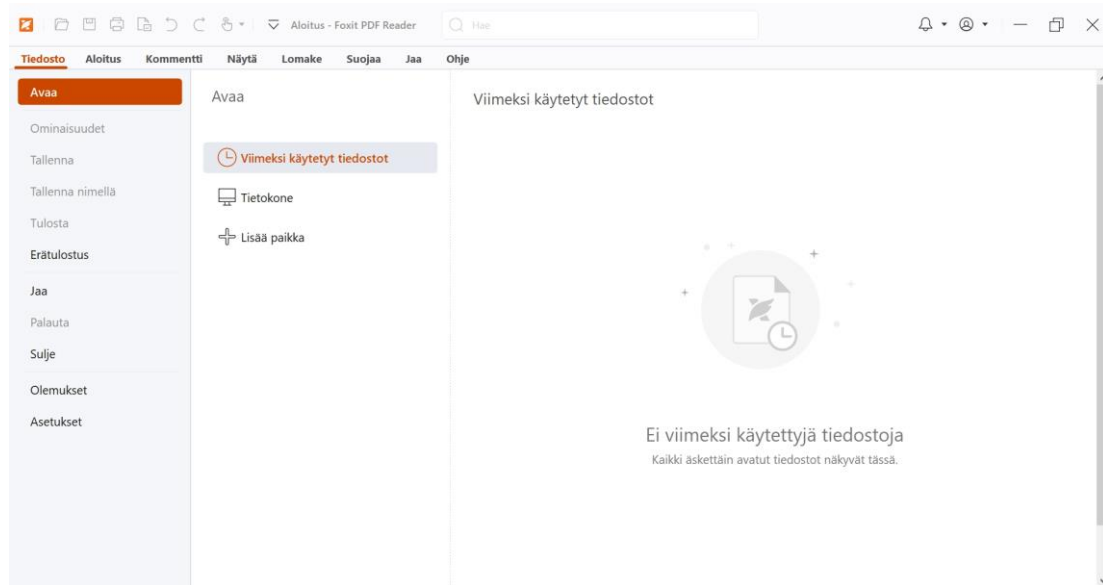 Aloitus - Foxit PDF Reader
Hae
Tiedosto Aloitus Kommentti Näytä Lomake Suojaa Jaa Ohje
Avaa
Ominaisuudet
Tallenna
Tallenna nimellä
Tulosta
Erätulostus
Jaa
Palauta
Sulje
Olemukset
Asetukset
Avaa
Viimeksi käytetyt tiedostot
Tietokone
Lisää paikka
Viimeksi käytetyt tiedostot
Ei viimeksi käytettyjä tiedostoja
Kaikki äskettäin avatut tiedostot näkyvät tässä.